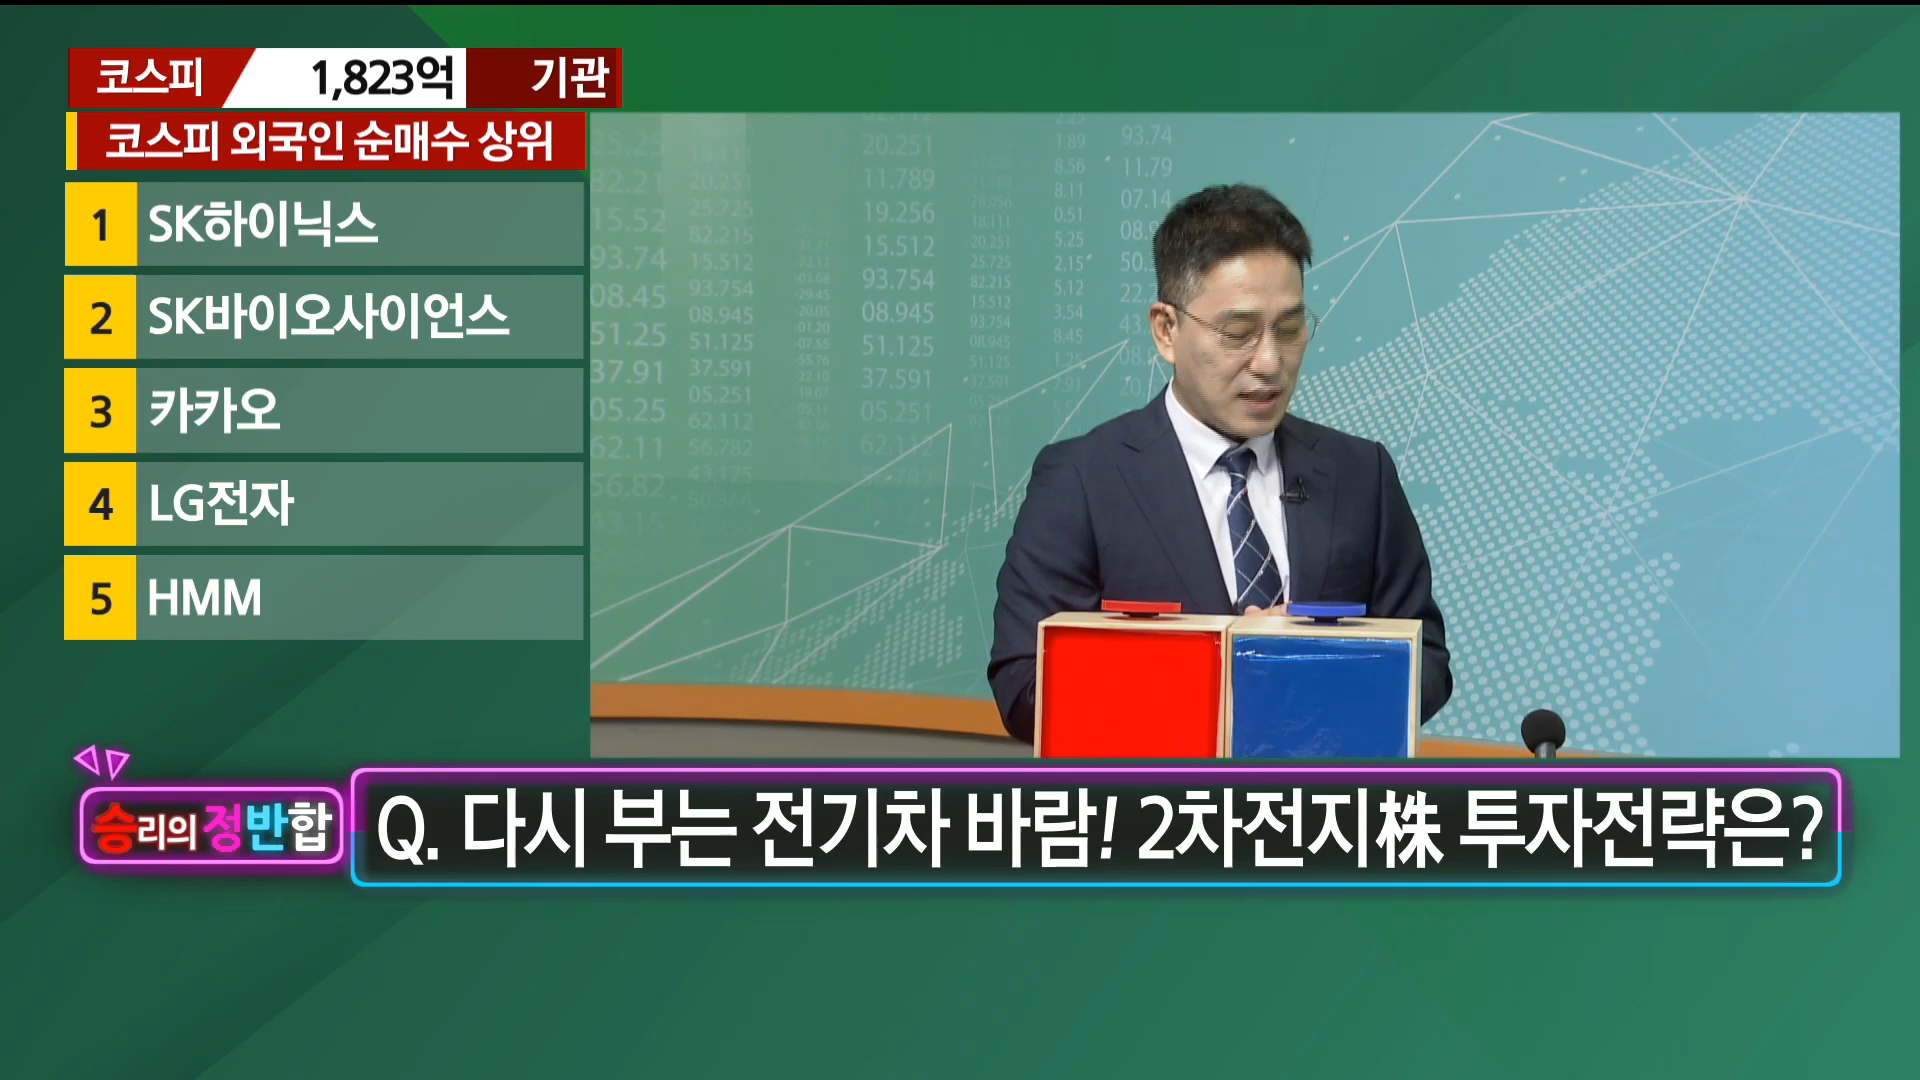 코스피 1,823억 기관
코스피 외국인 순매수 상위
1 SK하이닉스
2 SK바이오사이언스
3 카카오
4 LG전자
5 HMM
승리의 정반합
Q. 다시 부는 전기차 바람! 2차전지株 투자전략은?